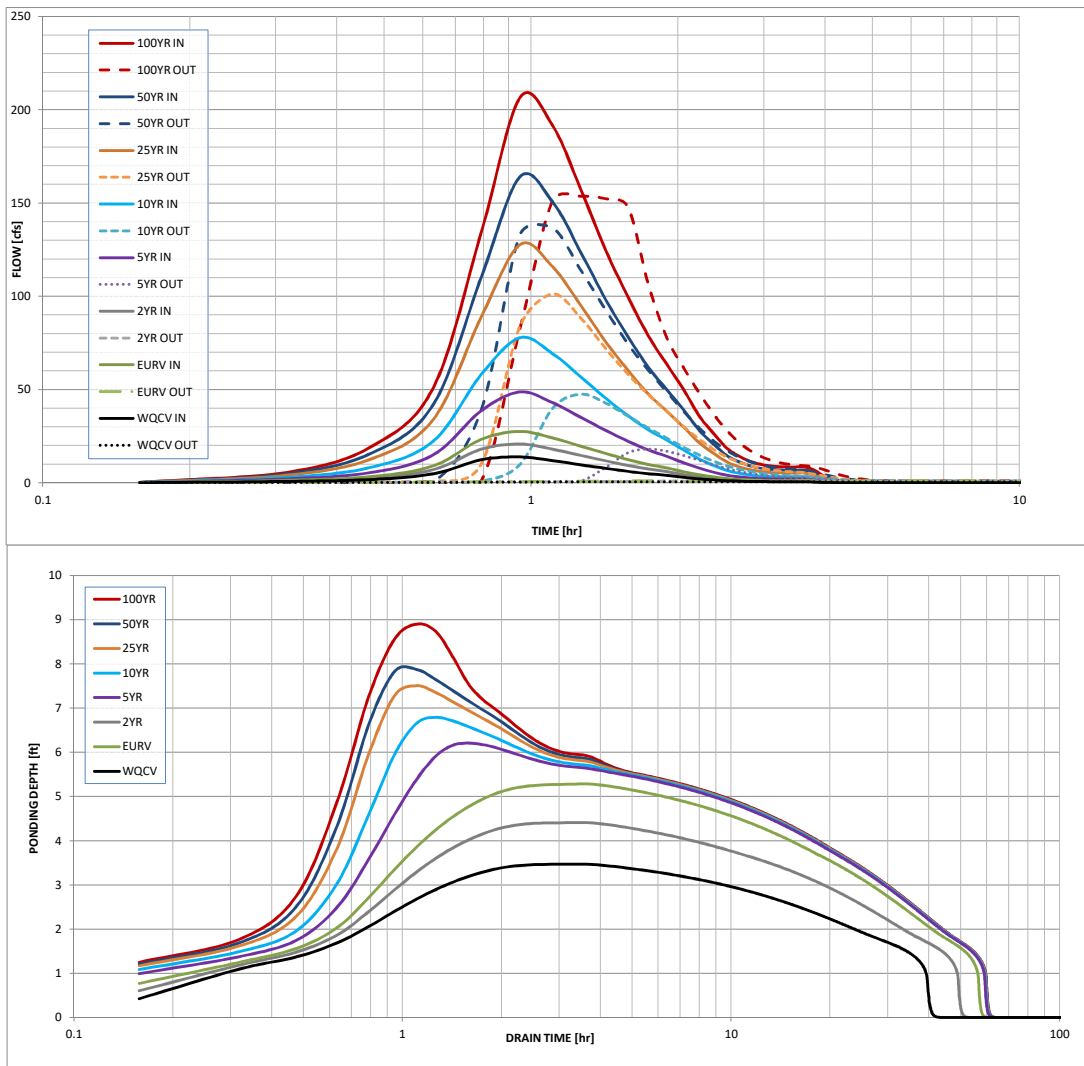 250
200
150
100
50
0
FLOW [cfs]
100YR IN
100YR OUT
50YR IN
50YR OUT
25YR IN
25YR OUT
10YR IN
10YR OUT
5YR IN
5YR OUT
2YR IN
2YR OUT
EURV IN
EURV OUT
WQCV IN
WQCV OUT
0.1 1 10
TIME [hr]
10
9
8
7
6
5
4
3
2
1
0
PONDING DEPTH [ft]
100YR
50YR
25YR
10YR
5YR
2YR
EURV
WQCV
0.1 1 10 100
DRAIN TIME [hr]